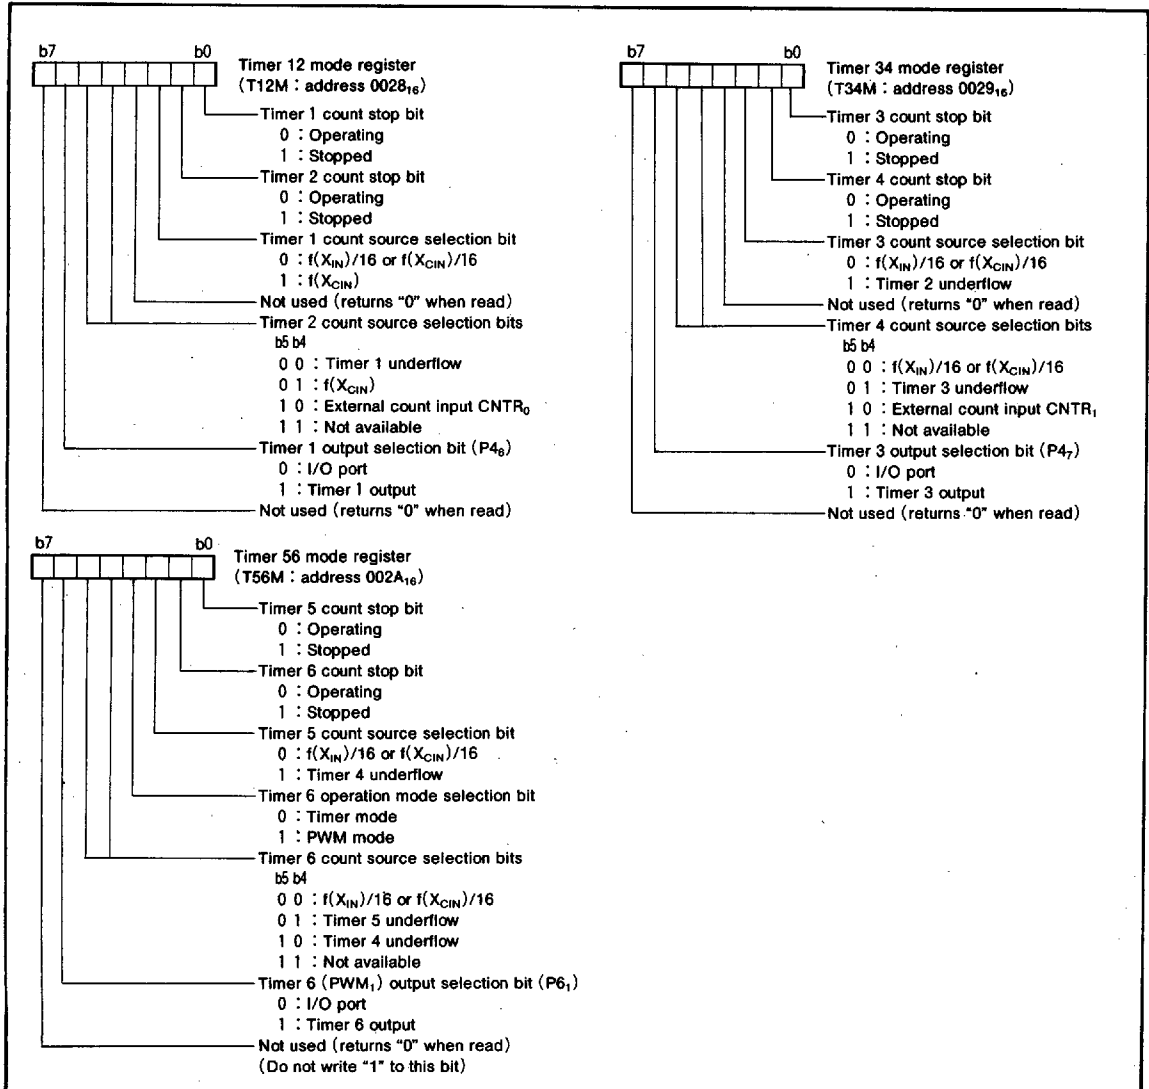 b7 b0
Timer 12 mode register
(T12M : address 0028₁₆)
Timer 1 count stop bit
0 : Operating
1 : Stopped
Timer 2 count stop bit
0 : Operating
1 : Stopped
Timer 1 count source selection bit
0 : f(X_IN)/16 or f(X_CIN)/16
1 : f(X_CIN)
Not used (returns "0" when read)
Timer 2 count source selection bits
b5 b4
0 0 : Timer 1 underflow
0 1 : f(X_CIN)
1 0 : External count input CNTR₀
1 1 : Not available
Timer 1 output selection bit (P4₆)
0 : I/O port
1 : Timer 1 output
Not used (returns "0" when read)
b7 b0
Timer 34 mode register
(T34M : address 0029₁₆)
Timer 3 count stop bit
0 : Operating
1 : Stopped
Timer 4 count stop bit
0 : Operating
1 : Stopped
Timer 3 count source selection bit
0 : f(X_IN)/16 or f(X_CIN)/16
1 : Timer 2 underflow
Not used (returns "0" when read)
Timer 4 count source selection bits
b5 b4
0 0 : f(X_IN)/16 or f(X_CIN)/16
0 1 : Timer 3 underflow
1 0 : External count input CNTR₁
1 1 : Not available
Timer 3 output selection bit (P4₇)
0 : I/O port
1 : Timer 3 output
Not used (returns "0" when read)
b7 b0
Timer 56 mode register
(T56M : address 002A₁₆)
Timer 5 count stop bit
0 : Operating
1 : Stopped
Timer 6 count stop bit
0 : Operating
1 : Stopped
Timer 5 count source selection bit
0 : f(X_IN)/16 or f(X_CIN)/16
1 : Timer 4 underflow
Timer 6 operation mode selection bit
0 : Timer mode
1 : PWM mode
Timer 6 count source selection bits
b5 b4
0 0 : f(X_IN)/16 or f(X_CIN)/16
0 1 : Timer 5 underflow
1 0 : Timer 4 underflow
1 1 : Not available
Timer 6 (PWM₁) output selection bit (P6₁)
0 : I/O port
1 : Timer 6 output
Not used (returns "0" when read)
(Do not write "1" to this bit)